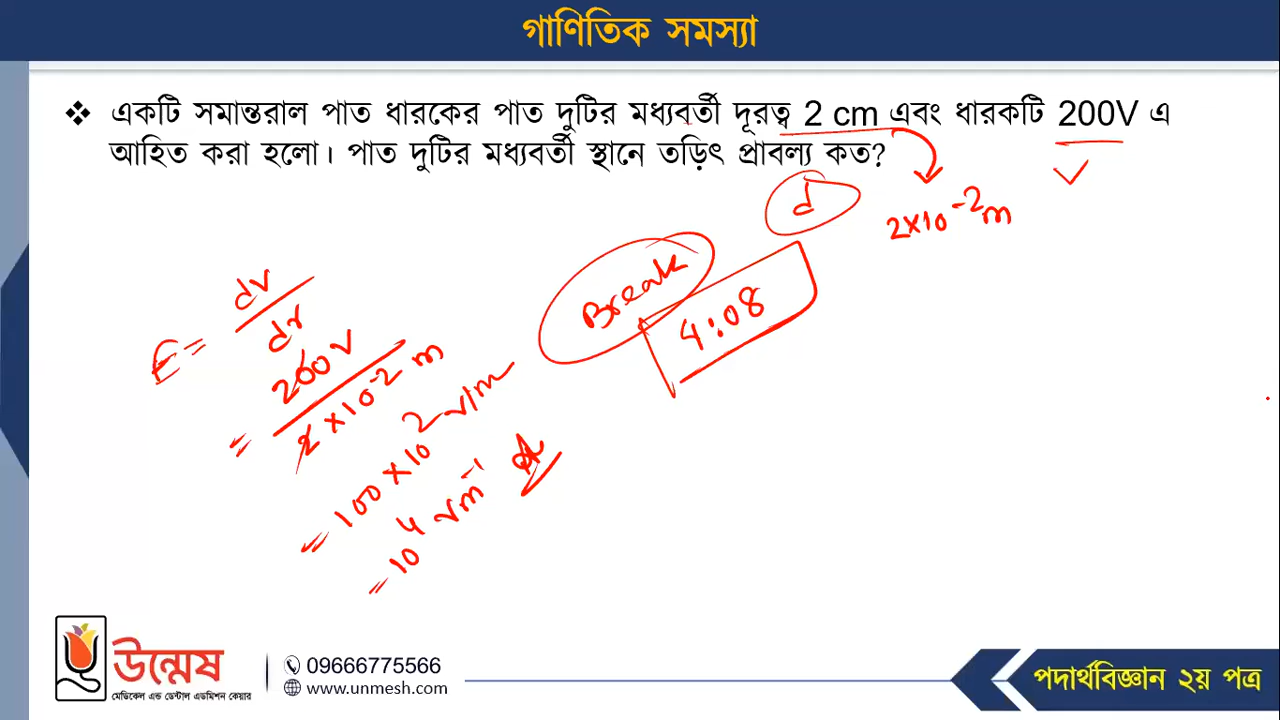 গাণিতিক সমস্যা
❖ একটি সমান্তরাল পাত ধারকের পাত দুটির মধ্যবর্তী দূরত্ব 2 cm এবং ধারকটি 200V এ
আহিত করা হলো। পাত দুটির মধ্যবর্তী স্থানে তড়িৎ প্রাবল্য কত?
d
2×10⁻² m
Break
4:08
E = dv/dr
= 200V / 2×10⁻² m
= 100 × 10² v/m
= 10⁴ vm⁻¹
উন্মেষ
মেডিকেল এন্ড ডেন্টাল এডমিশন কেয়ার
09666775566
www.unmesh.com
পদার্থবিজ্ঞান ২য় পত্র